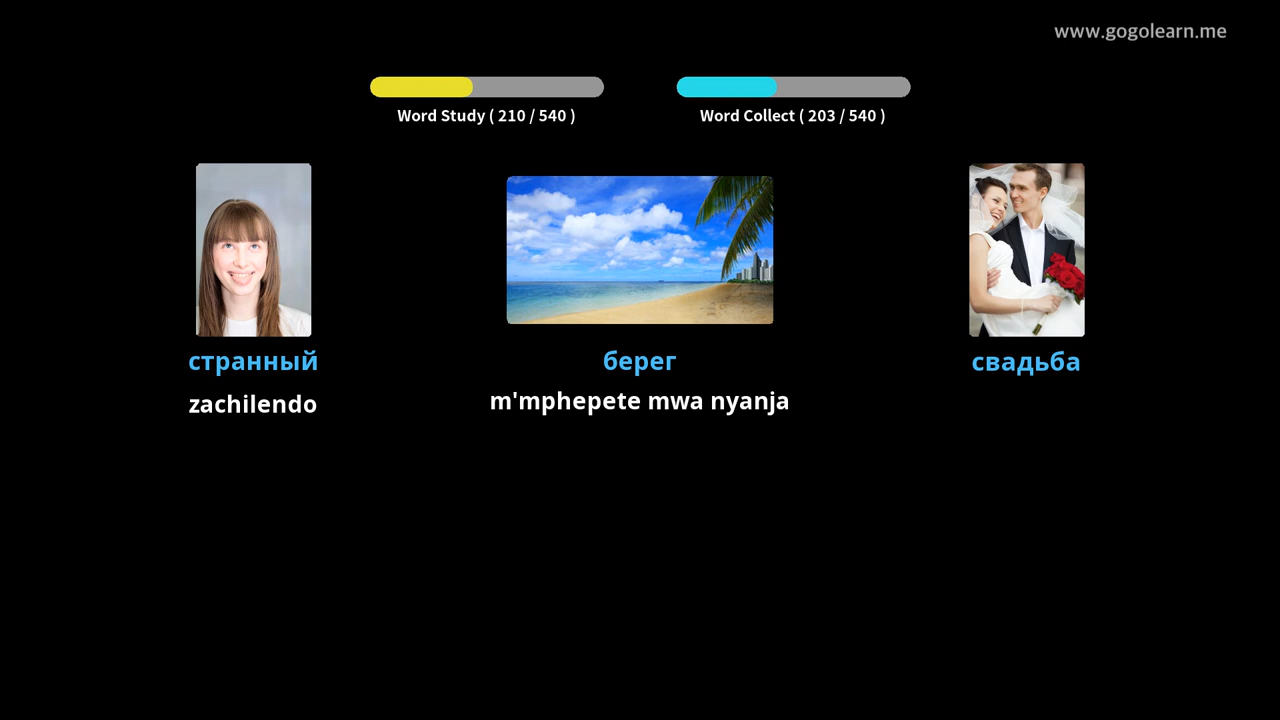 www.gogolearn.me
Word Study ( 210 / 540 )
Word Collect ( 203 / 540 )
странный
берег
свадьба
zachilendo
m'mphepete mwa nyanja